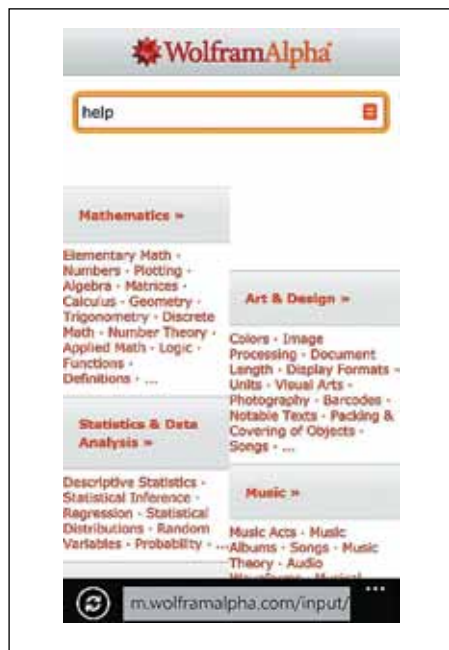 WolframAlpha
help
Mathematics »
Elementary Math ·
Numbers · Plotting ·
Algebra · Matrices ·
Calculus · Geometry ·
Trigonometry · Discrete
Math · Number Theory ·
Applied Math · Logic ·
Functions ·
Definitions · ...
Statistics & Data
Analysis »
Descriptive Statistics ·
Statistical Inference ·
Regression · Statistical
Distributions · Random
Variables · Probability · ...
Art & Design »
Colors · Image
Processing · Document
Length · Display Formats ·
Units · Visual Arts ·
Photography · Barcodes ·
Notable Texts · Packing &
Covering of Objects ·
Songs · ...
Music »
Music Acts · Music
Albums · Songs · Music
Theory · Audio
m.wolframalpha.com/input/